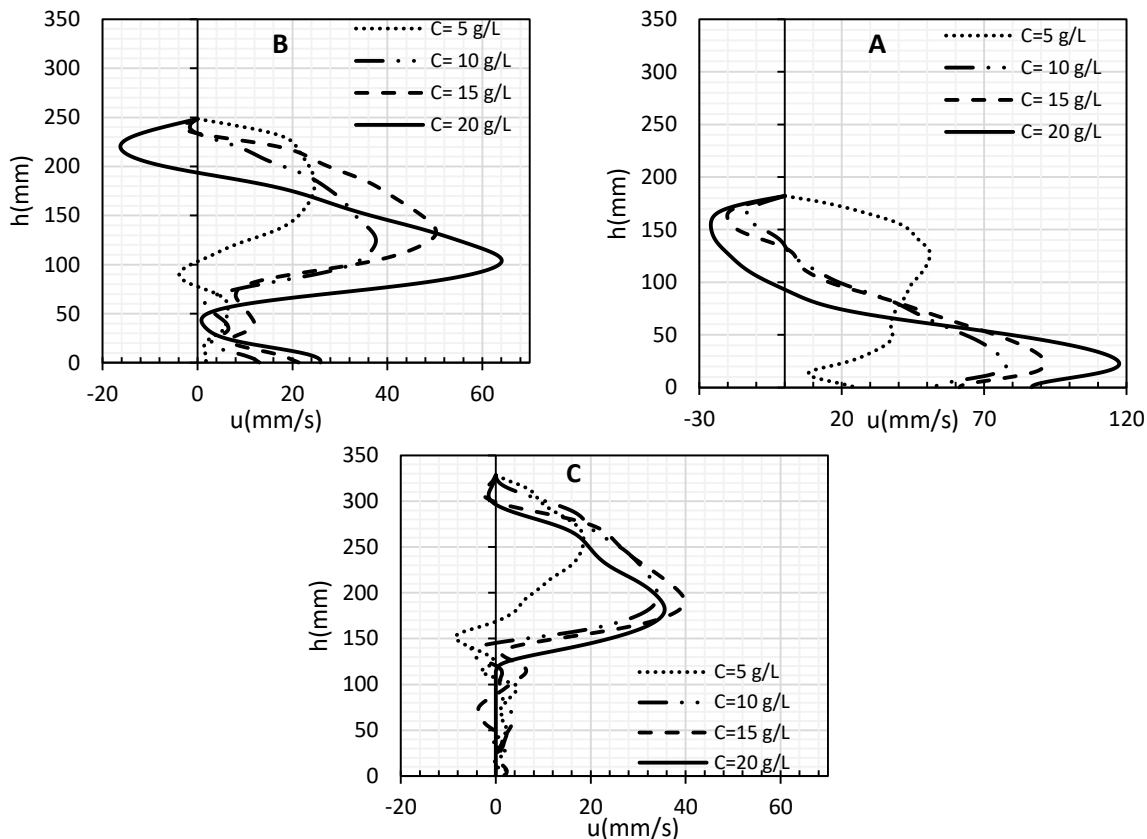 B
350
300
250
200
150
100
50
0
h(mm)
-20
0
20
40
60
u(mm/s)
C= 5 g/L
C= 10 g/L
C= 15 g/L
C= 20 g/L
A
350
300
250
200
150
100
50
0
h(mm)
-30
20
70
120
u(mm/s)
C=5 g/L
C=10 g/L
C= 15 g/L
C= 20 g/L
C
350
300
250
200
150
100
50
0
h(mm)
-20
0
20
40
60
u(mm/s)
C=5 g/L
C=10 g/L
C=15 g/L
C= 20 g/L